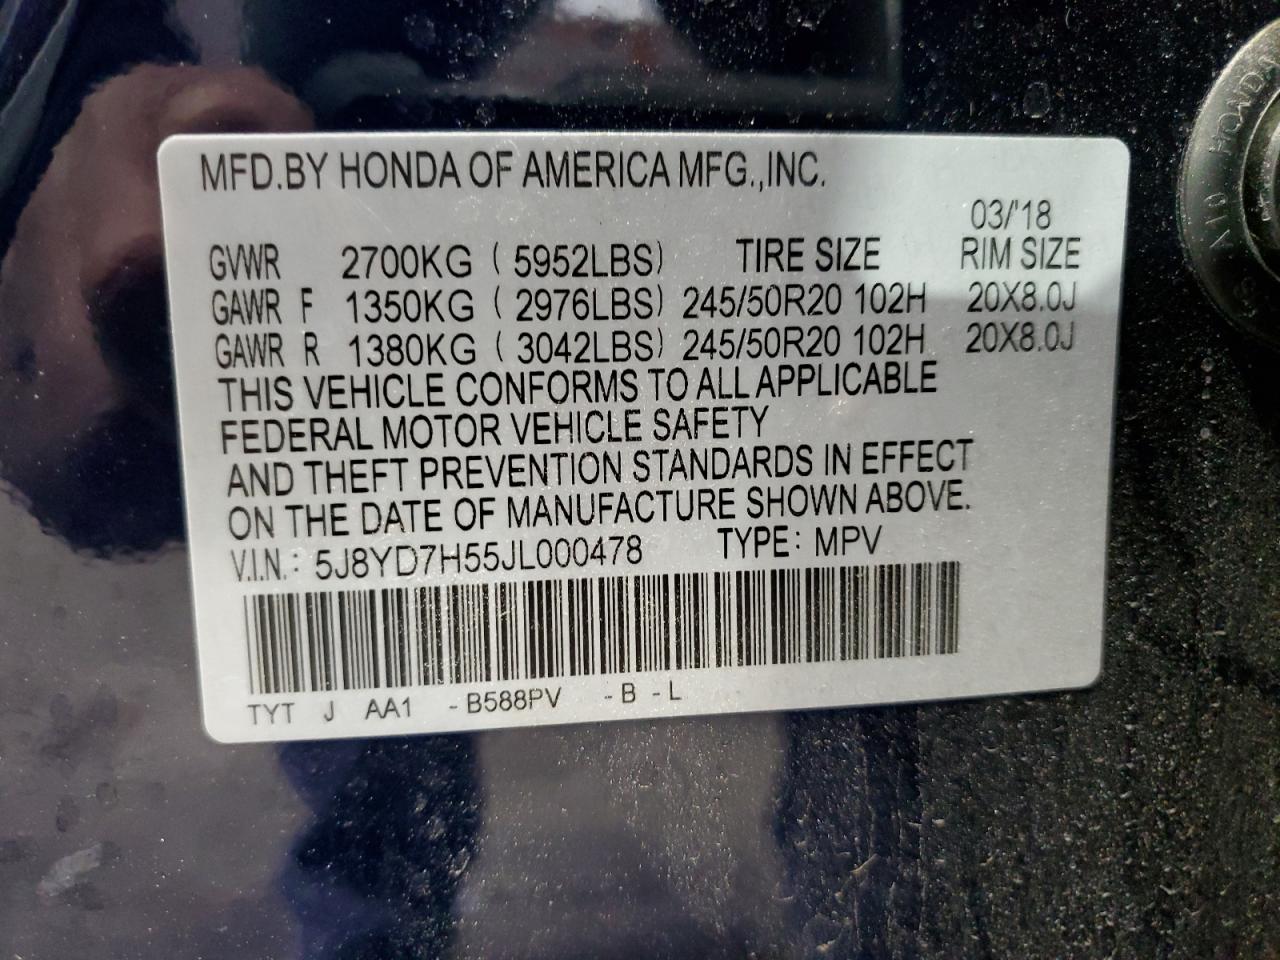 MFD.BY HONDA OF AMERICA MFG.,INC.
03/'18
GVWR 2700KG ( 5952LBS) TIRE SIZE RIM SIZE
GAWR F 1350KG ( 2976LBS) 245/50R20 102H 20X8.0J
GAWR R 1380KG ( 3042LBS) 245/50R20 102H 20X8.0J
THIS VEHICLE CONFORMS TO ALL APPLICABLE
FEDERAL MOTOR VEHICLE SAFETY
AND THEFT PREVENTION STANDARDS IN EFFECT
ON THE DATE OF MANUFACTURE SHOWN ABOVE.
V.I.N.: 5J8YD7H55JL000478 TYPE: MPV
TYT J AA1 -B588PV -B -L
HONDA